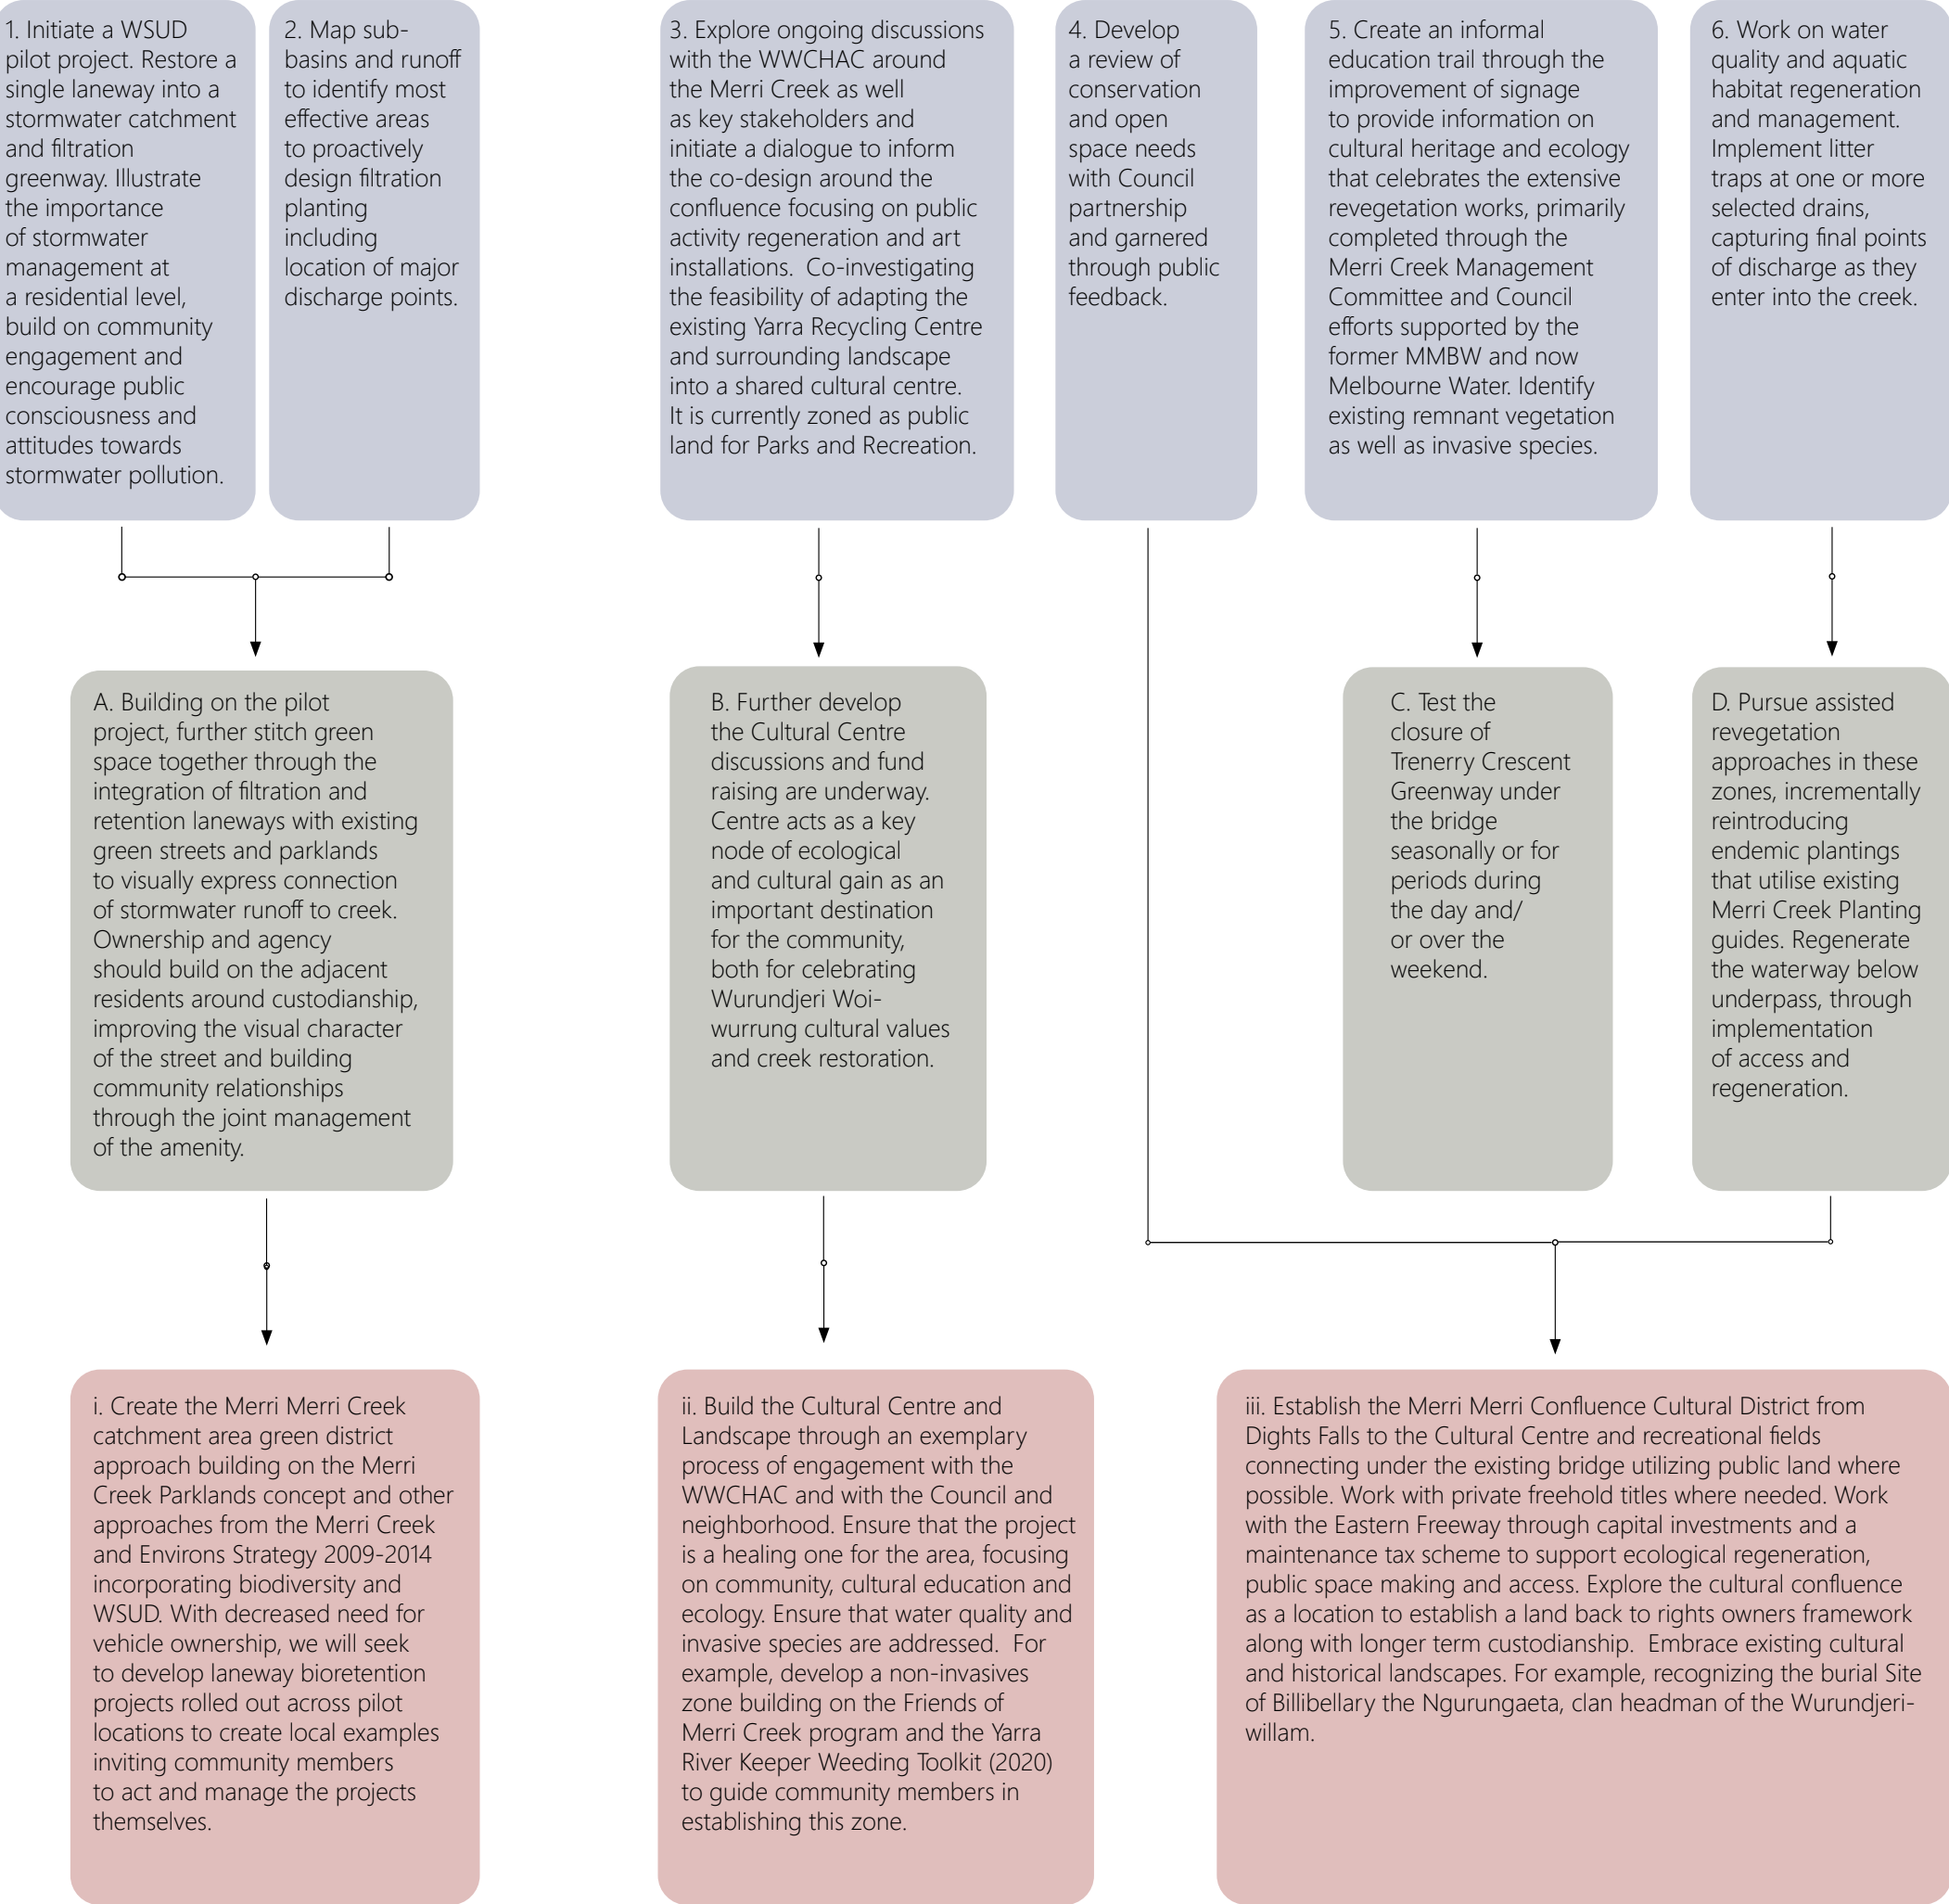 1. Initiate a WSUD
pilot project. Restore a
single laneway into a
stormwater catchment
and filtration
greenway. Illustrate
the importance
of stormwater
management at
a residential level,
build on community
engagement and
encourage public
consciousness and
attitudes towards
stormwater pollution.
2. Map sub-
basins and runoff
to identify most
effective areas
to proactively
design filtration
planting
including
location of major
discharge points.
3. Explore ongoing discussions
with the WWCHAC around
the Merri Creek as well
as key stakeholders and
initiate a dialogue to inform
the co-design around the
confluence focusing on public
activity regeneration and art
installations.  Co-investigating
the feasibility of adapting the
existing Yarra Recycling Centre
and surrounding landscape
into a shared cultural centre.
It is currently zoned as public
land for Parks and Recreation.
4. Develop
a review of
conservation
and open
space needs
with Council
partnership
and garnered
through public
feedback.
5. Create an informal
education trail through the
improvement of signage
to provide information on
cultural heritage and ecology
that celebrates the extensive
revegetation works, primarily
completed through the
Merri Creek Management
Committee and Council
efforts supported by the
former MMBW and now
Melbourne Water. Identify
existing remnant vegetation
as well as invasive species.
6. Work on water
quality and aquatic
habitat regeneration
and management.
Implement litter
traps at one or more
selected drains,
capturing final points
of discharge as they
enter into the creek.
A. Building on the pilot
project, further stitch green
space together through the
integration of filtration and
retention laneways with existing
green streets and parklands
to visually express connection
of stormwater runoff to creek.
Ownership and agency
should build on the adjacent
residents around custodianship,
improving the visual character
of the street and building
community relationships
through the joint management
of the amenity.
B. Further develop
the Cultural Centre
discussions and fund
raising are underway.
Centre acts as a key
node of ecological
and cultural gain as an
important destination
for the community,
both for celebrating
Wurundjeri Woi-
wurrung cultural values
and creek restoration.
C. Test the
closure of
Trenerry Crescent
Greenway under
the bridge
seasonally or for
periods during
the day and/
or over the
weekend.
D. Pursue assisted
revegetation
approaches in these
zones, incrementally
reintroducing
endemic plantings
that utilise existing
Merri Creek Planting
guides. Regenerate
the waterway below
underpass, through
implementation
of access and
regeneration.
i. Create the Merri Merri Creek
catchment area green district
approach building on the Merri
Creek Parklands concept and other
approaches from the Merri Creek
and Environs Strategy 2009-2014
incorporating biodiversity and
WSUD. With decreased need for
vehicle ownership, we will seek
to develop laneway bioretention
projects rolled out across pilot
locations to create local examples
inviting community members
to act and manage the projects
themselves.
ii. Build the Cultural Centre and
Landscape through an exemplary
process of engagement with the
WWCHAC and with the Council and
neighborhood. Ensure that the project
is a healing one for the area, focusing
on community, cultural education and
ecology. Ensure that water quality and
invasive species are addressed.  For
example, develop a non-invasives
zone building on the Friends of
Merri Creek program and the Yarra
River Keeper Weeding Toolkit (2020)
to guide community members in
establishing this zone.
iii. Establish the Merri Merri Confluence Cultural District from
Dights Falls to the Cultural Centre and recreational fields
connecting under the existing bridge utilizing public land where
possible. Work with private freehold titles where needed. Work
with the Eastern Freeway through capital investments and a
maintenance tax scheme to support ecological regeneration,
public space making and access. Explore the cultural confluence
as a location to establish a land back to rights owners framework
along with longer term custodianship.  Embrace existing cultural
and historical landscapes. For example, recognizing the burial Site
of Billibellary the Ngurungaeta, clan headman of the Wurundjeri-
willam.